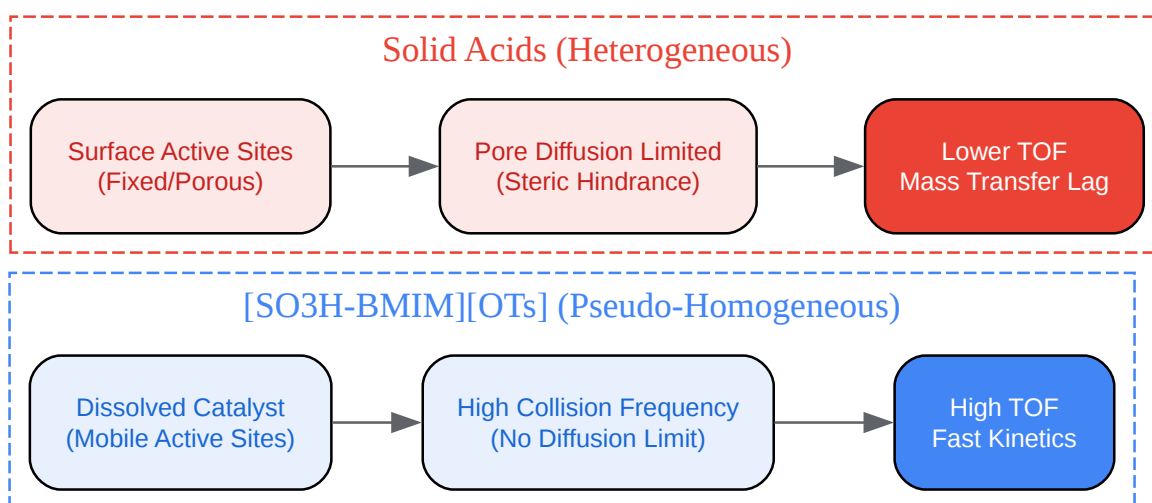 Solid Acids (Heterogeneous)
Surface Active Sites
(Fixed/Porous)
Pore Diffusion Limited
(Steric Hindrance)
Lower TOF
Mass Transfer Lag
[SO3H-BMIM][OTs] (Pseudo-Homogeneous)
Dissolved Catalyst
(Mobile Active Sites)
High Collision Frequency
(No Diffusion Limit)
High TOF
Fast Kinetics